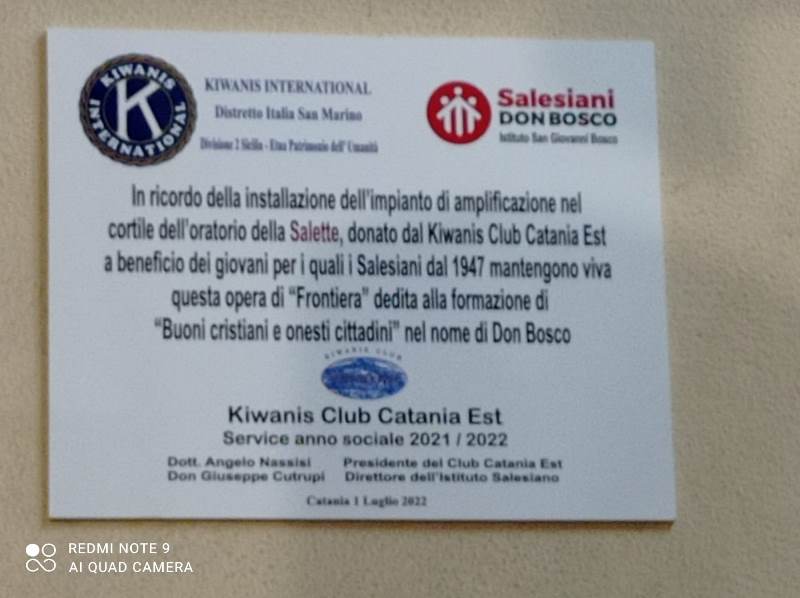 KIWANIS INTERNATIONAL
K
KIWANIS INTERNATIONAL
Distretto Italia San Marino
Divisione 2 Sicilia - Etna Patrimonio dell' Umanità
Salesiani
DON BOSCO
Istituto San Giovanni Bosco
In ricordo della installazione dell'impianto di amplificazione nel
cortile dell'oratorio della Salette, donato dal Kiwanis Club Catania Est
a beneficio dei giovani per i quali i Salesiani dal 1947 mantengono viva
questa opera di "Frontiera" dedita alla formazione di
"Buoni cristiani e onesti cittadini" nel nome di Don Bosco
KIWANIS CLUB
Kiwanis Club Catania Est
Service anno sociale 2021 / 2022
Dott. Angelo Nassisi Presidente del Club Catania Est
Don Giuseppe Cutrupi Direttore dell'Istituto Salesiano
Catania 1 Luglio 2022
REDMI NOTE 9
AI QUAD CAMERA